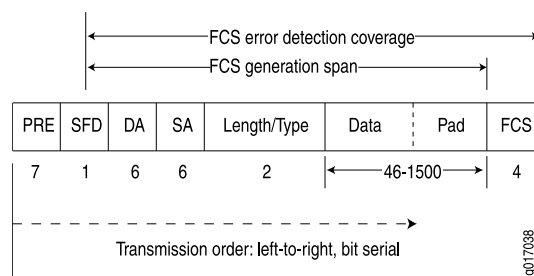 FCS error detection coverage
FCS generation span
PRE SFD DA SA Length/Type Data Pad FCS
7 1 6 6 2 46-1500 4
Transmission order: left-to-right, bit serial
g017038